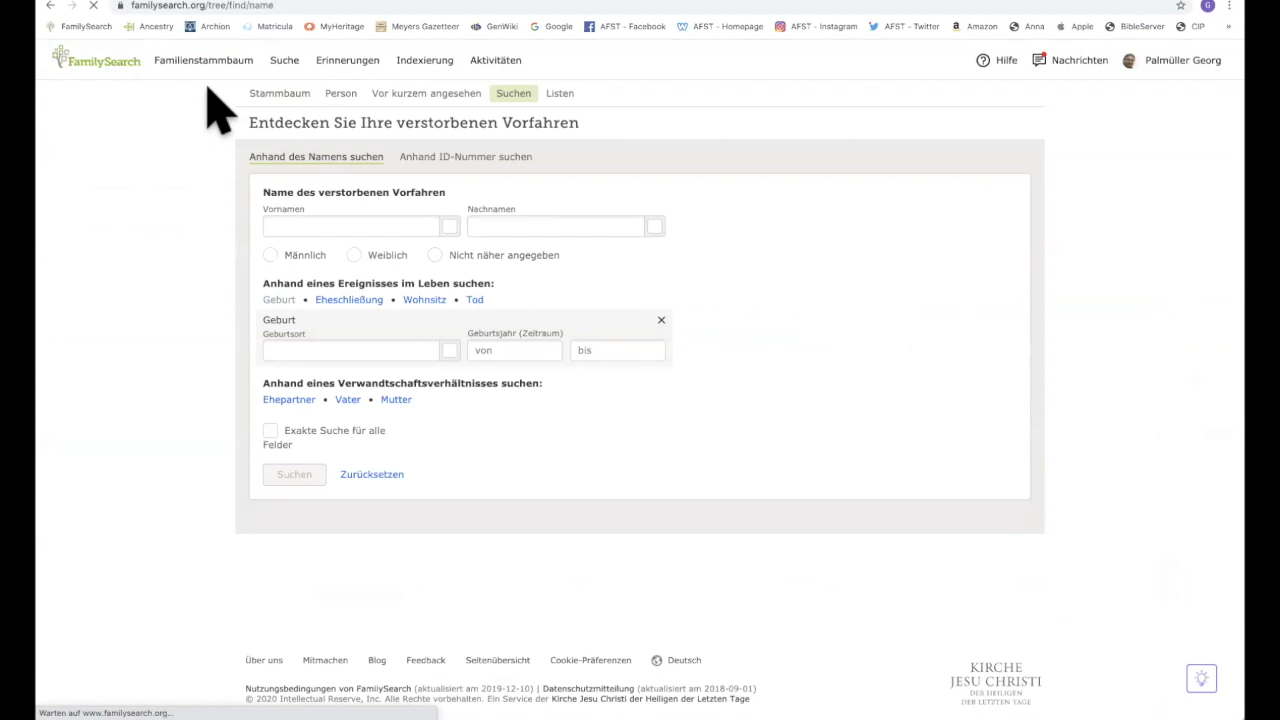 familysearch.org/tree/find/name
G
FamilySearch Ancestry Archion Matricula MyHeritage Meyers Gazetteer GenWiki Google AFST - Facebook AFST - Homepage AFST - Instagram AFST - Twitter Amazon Anna Apple BibleServer CIP »
FamilySearch Familienstammbaum Suche Erinnerungen Indexierung Aktivitäten Hilfe Nachrichten Palmüller Georg
Stammbaum Person Vor kurzem angesehen Suchen Listen
Entdecken Sie Ihre verstorbenen Vorfahren
Anhand des Namens suchen Anhand ID-Nummer suchen
Name des verstorbenen Vorfahren
Vornamen Nachnamen
Männlich Weiblich Nicht näher angegeben
Anhand eines Ereignisses im Leben suchen:
Geburt • Eheschließung • Wohnsitz • Tod
Geburt
Geburtsort Geburtsjahr (Zeitraum)
von bis
Anhand eines Verwandtschaftsverhältnisses suchen:
Ehepartner • Vater • Mutter
Exakte Suche für alle
Felder
Suchen Zurücksetzen
Über uns Mitmachen Blog Feedback Seitenübersicht Cookie-Präferenzen Deutsch
Nutzungsbedingungen von FamilySearch (aktualisiert am 2019-12-10) | Datenschutzmitteilung (aktualisiert am 2018-09-01)
© 2020 Intellectual Reserve, Inc. Alle Rechte vorbehalten. Ein Service der Kirche Jesu Christi der Heiligen der Letzten Tage
KIRCHE
JESU CHRISTI
DER HEILIGEN
DER LETZTEN TAGE
Warten auf www.familysearch.org...